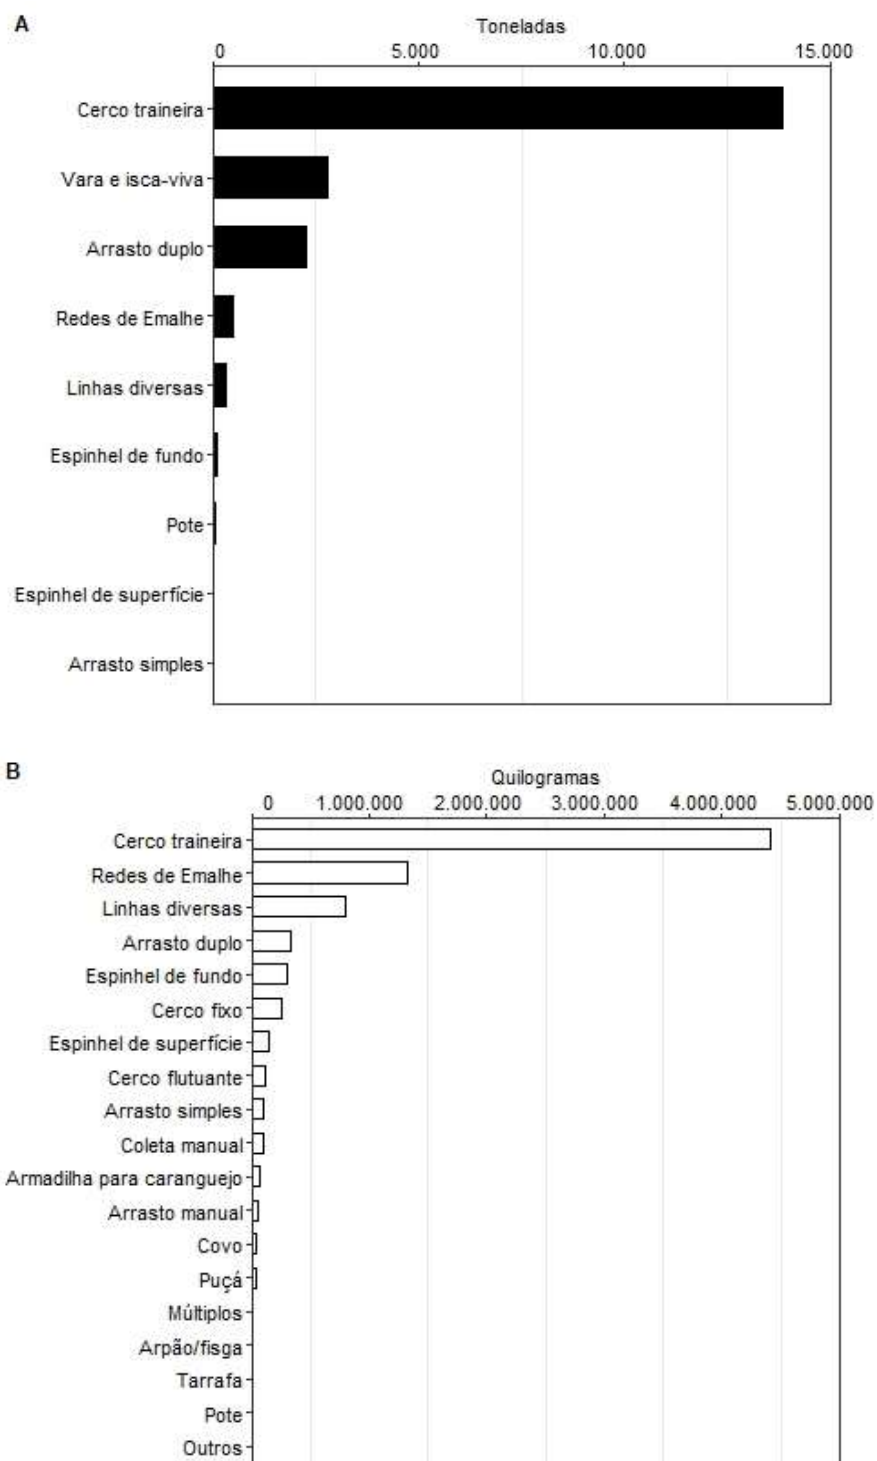 A
Toneladas
0 5.000 10.000 15.000
Cerco traineira
Vara e isca-viva
Arrasto duplo
Redes de Emalhe
Linhas diversas
Espinhel de fundo
Pote
Espinhel de superfície
Arrasto simples
B
Quilogramas
0 1.000.000 2.000.000 3.000.000 4.000.000 5.000.000
Cerco traineira
Redes de Emalhe
Linhas diversas
Arrasto duplo
Espinhel de fundo
Cerco fixo
Espinhel de superfície
Cerco flutuante
Arrasto simples
Coleta manual
Armadilha para caranguejo
Arrasto manual
Covo
Puçá
Múltiplos
Arpão/fisga
Tarrafa
Pote
Outros